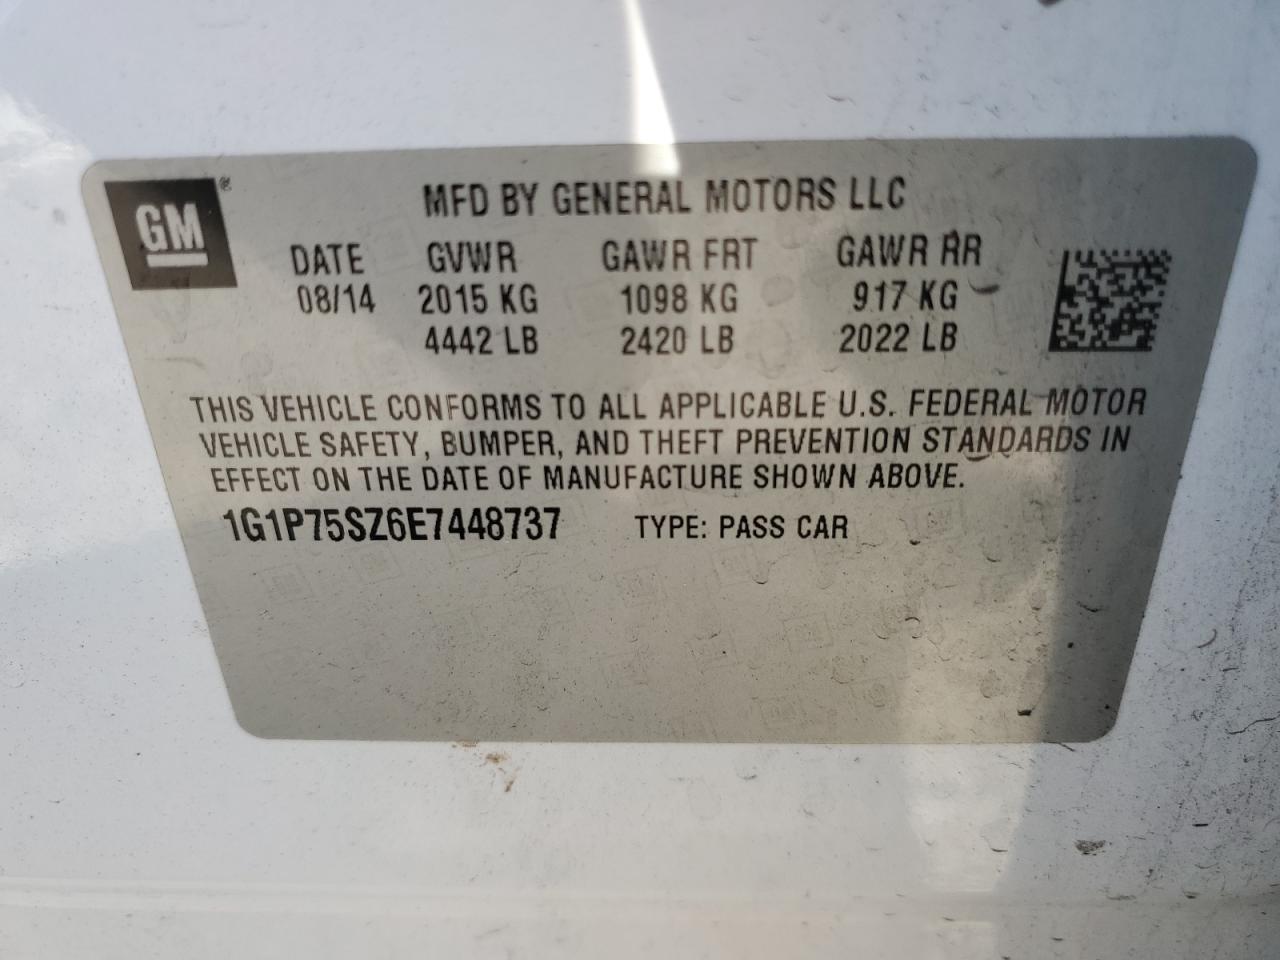 GM®
MFD BY GENERAL MOTORS LLC
DATE GVWR GAWR FRT GAWR RR
08/14 2015 KG 1098 KG 917 KG
4442 LB 2420 LB 2022 LB
THIS VEHICLE CONFORMS TO ALL APPLICABLE U.S. FEDERAL MOTOR
VEHICLE SAFETY, BUMPER, AND THEFT PREVENTION STANDARDS IN
EFFECT ON THE DATE OF MANUFACTURE SHOWN ABOVE.
1G1P75SZ6E7448737 TYPE: PASS CAR